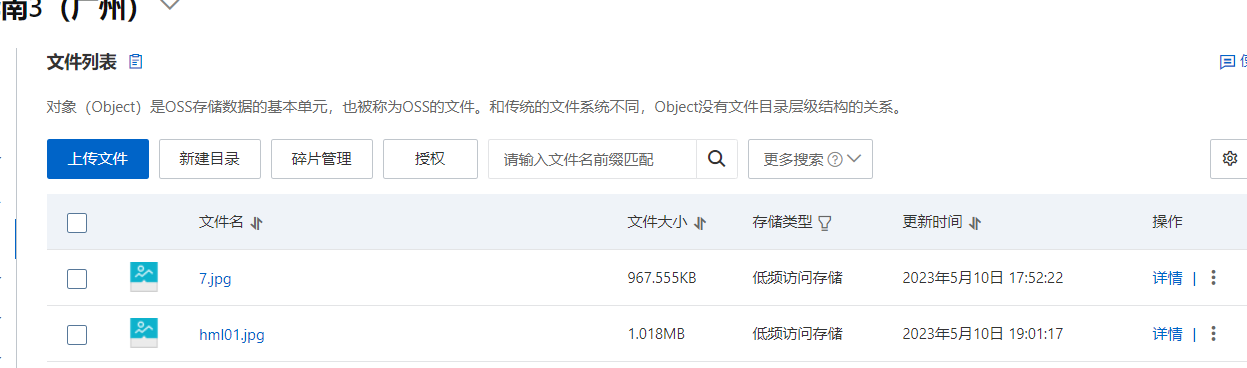 南3（广州）
文件列表
对象（Object）是OSS存储数据的基本单元，也被称为OSS的文件。和传统的文件系统不同，Object没有文件目录层级结构的关系。
上传文件 新建目录 碎片管理 授权 请输入文件名前缀匹配 更多搜索
文件名 文件大小 存储类型 更新时间 操作
7.jpg 967.555KB 低频访问存储 2023年5月10日 17:52:22 详情 |
hml01.jpg 1.018MB 低频访问存储 2023年5月10日 19:01:17 详情 |